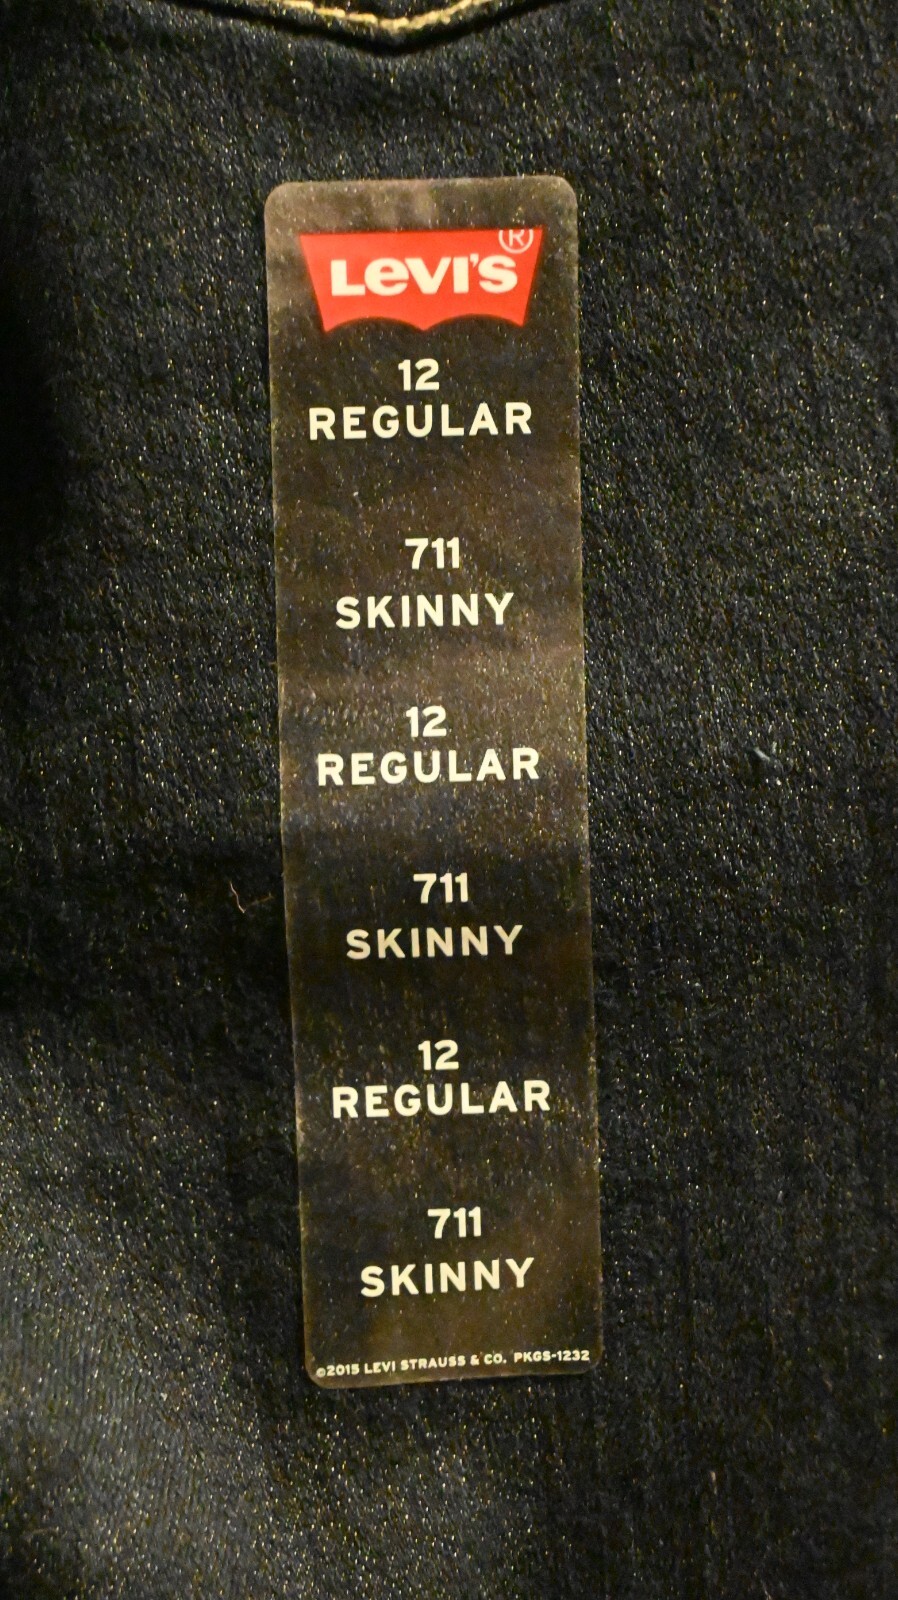 LEVI'S®
12
REGULAR
711
SKINNY
12
REGULAR
711
SKINNY
12
REGULAR
711
SKINNY
©2015 LEVI STRAUSS & CO. PKGS-1232